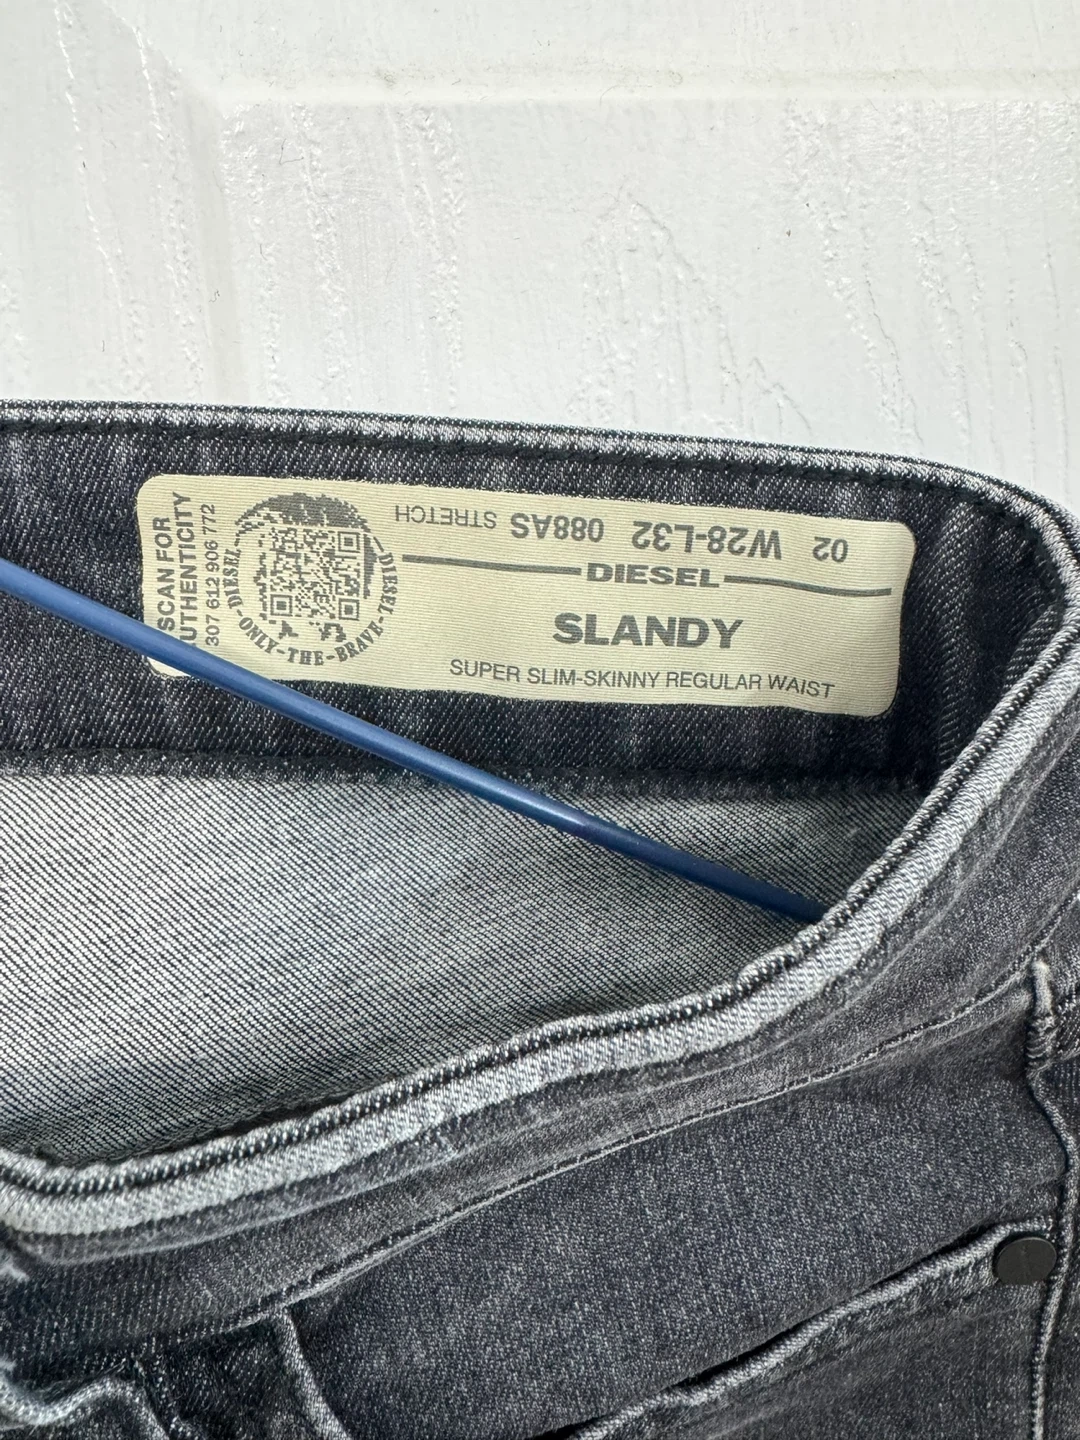 SCAN FOR
AUTHENTICITY
307 612 906 772
DIESEL-ONLY-THE-BRAVE-DIESEL
02 W28-L32 088AS STRETCH
DIESEL
SLANDY
SUPER SLIM-SKINNY REGULAR WAIST